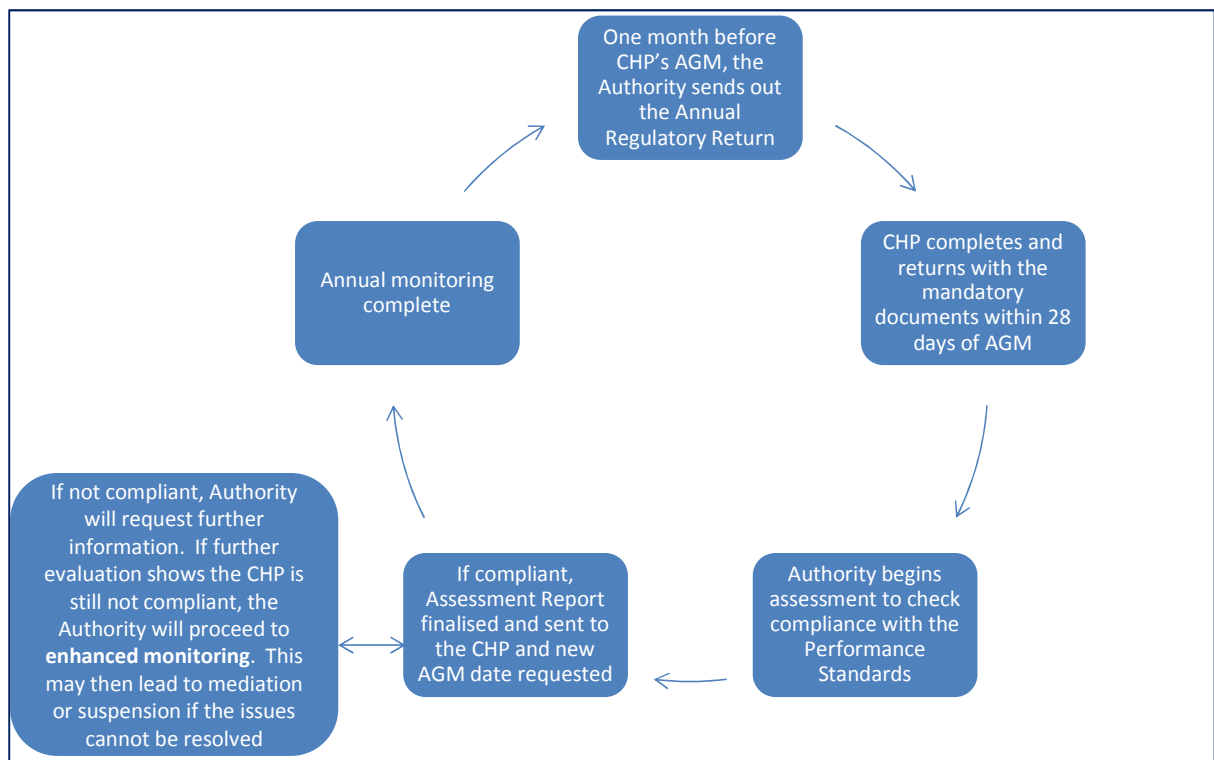 One month before
CHP’s AGM, the
Authority sends out
the Annual
Regulatory Return
CHP completes and
returns with the
mandatory
documents within 28
days of AGM
Authority begins
assessment to check
compliance with the
Performance
Standards
If compliant,
Assessment Report
finalised and sent to
the CHP and new
AGM date requested
If not compliant, Authority
will request further
information.  If further
evaluation shows the CHP is
still not compliant, the
Authority will proceed to
enhanced monitoring.  This
may then lead to mediation
or suspension if the issues
cannot be resolved
Annual monitoring
complete